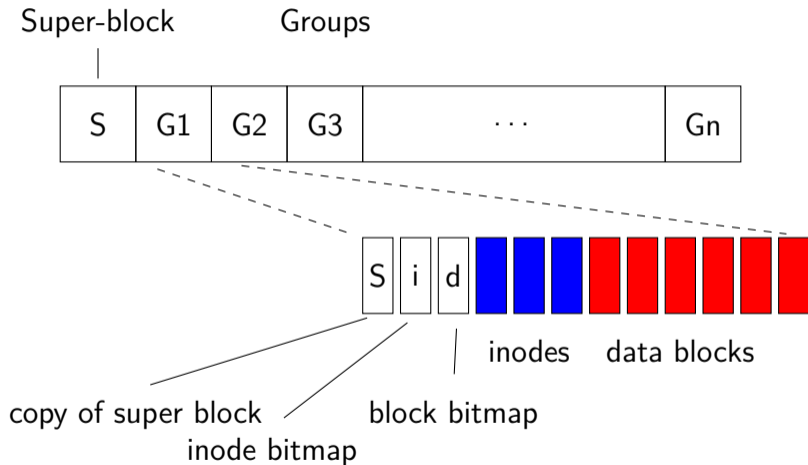 Super-block Groups
S G1 G2 G3 ··· Gn
S i d
inodes data blocks
copy of super block block bitmap
inode bitmap